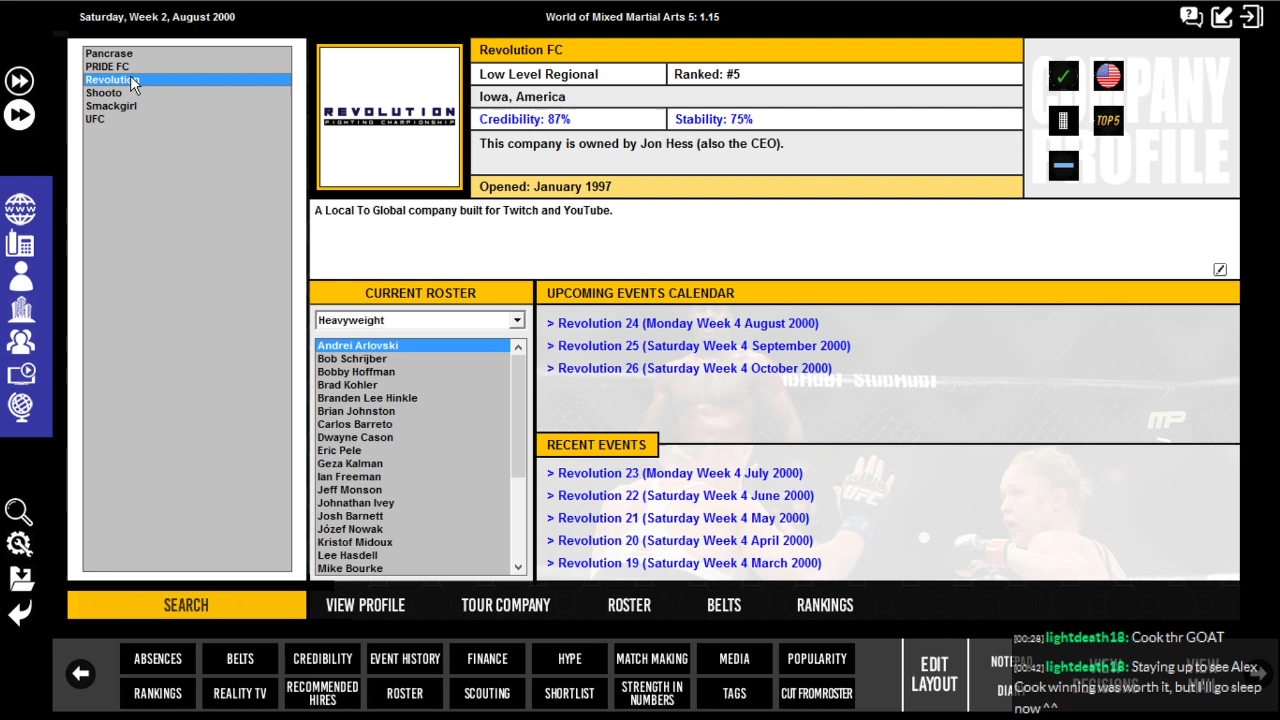 Saturday, Week 2, August 2000
World of Mixed Martial Arts 5: 1.15
Pancrase
PRIDE FC
Revolution
Shooto
Smackgirl
UFC
REVOLUTION
FIGHTING CHAMPIONSHIP
Revolution FC
Low Level Regional
Ranked: #5
Iowa, America
Credibility: 87%
Stability: 75%
This company is owned by Jon Hess (also the CEO).
Opened: January 1997
COMPANY
PROFILE
TOP5
A Local To Global company built for Twitch and YouTube.
CURRENT ROSTER
Heavyweight
Andrei Arlovski
Bob Schrijber
Bobby Hoffman
Brad Kohler
Branden Lee Hinkle
Brian Johnston
Carlos Barreto
Dwayne Cason
Eric Pele
Geza Kalman
Ian Freeman
Jeff Monson
Johnathan Ivey
Josh Barnett
Józef Nowak
Kristof Midoux
Lee Hasdell
Mike Bourke
UPCOMING EVENTS CALENDAR
> Revolution 24 (Monday Week 4 August 2000)
> Revolution 25 (Saturday Week 4 September 2000)
> Revolution 26 (Saturday Week 4 October 2000)
RECENT EVENTS
> Revolution 23 (Monday Week 4 July 2000)
> Revolution 22 (Saturday Week 4 June 2000)
> Revolution 21 (Saturday Week 4 May 2000)
> Revolution 20 (Saturday Week 4 April 2000)
> Revolution 19 (Saturday Week 4 March 2000)
SEARCH
VIEW PROFILE
TOUR COMPANY
ROSTER
BELTS
RANKINGS
ABSENCES
BELTS
CREDIBILITY
EVENT HISTORY
FINANCE
HYPE
MATCH MAKING
MEDIA
POPULARITY
RANKINGS
REALITY TV
RECOMMENDED HIRES
ROSTER
SCOUTING
SHORTLIST
STRENGTH IN NUMBERS
TAGS
CUT FROM ROSTER
EDIT LAYOUT
[00:28] lightdeath18: Cook thr GOAT
[00:42] lightdeath18: Staying up to see Alex
Cook winning was worth it, but I'll go sleep
now ^^